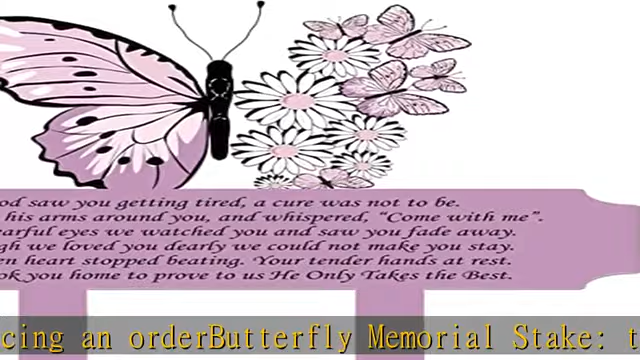 od saw you getting tired, a cure was not to be.
his arms around you, and whispered, “Come with me”.
earful eyes we watched you and saw you fade away.
gh we loved you dearly we could not make you stay.
en heart stopped beating. Your tender hands at rest.
ok you home to prove to us He Only Takes the Best.
cing an orderButterfly Memorial Stake: t